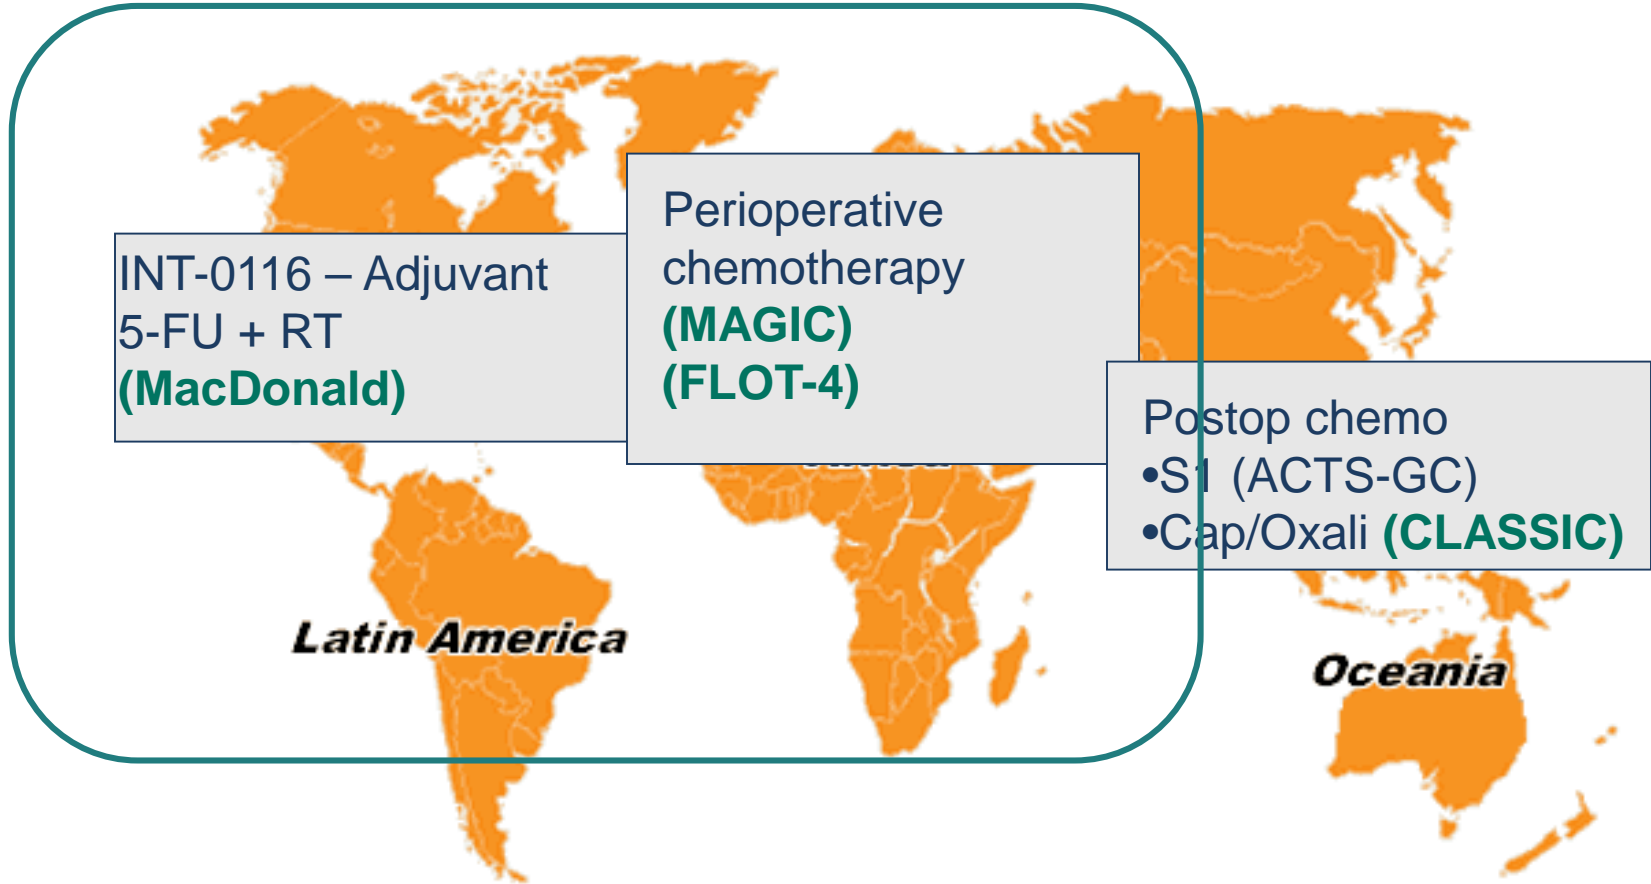 INT-0116 – Adjuvant
5-FU + RT
(MacDonald)
Perioperative
chemotherapy
(MAGIC)
(FLOT-4)
Postop chemo
•S1 (ACTS-GC)
•Cap/Oxali (CLASSIC)
Latin America
Oceania